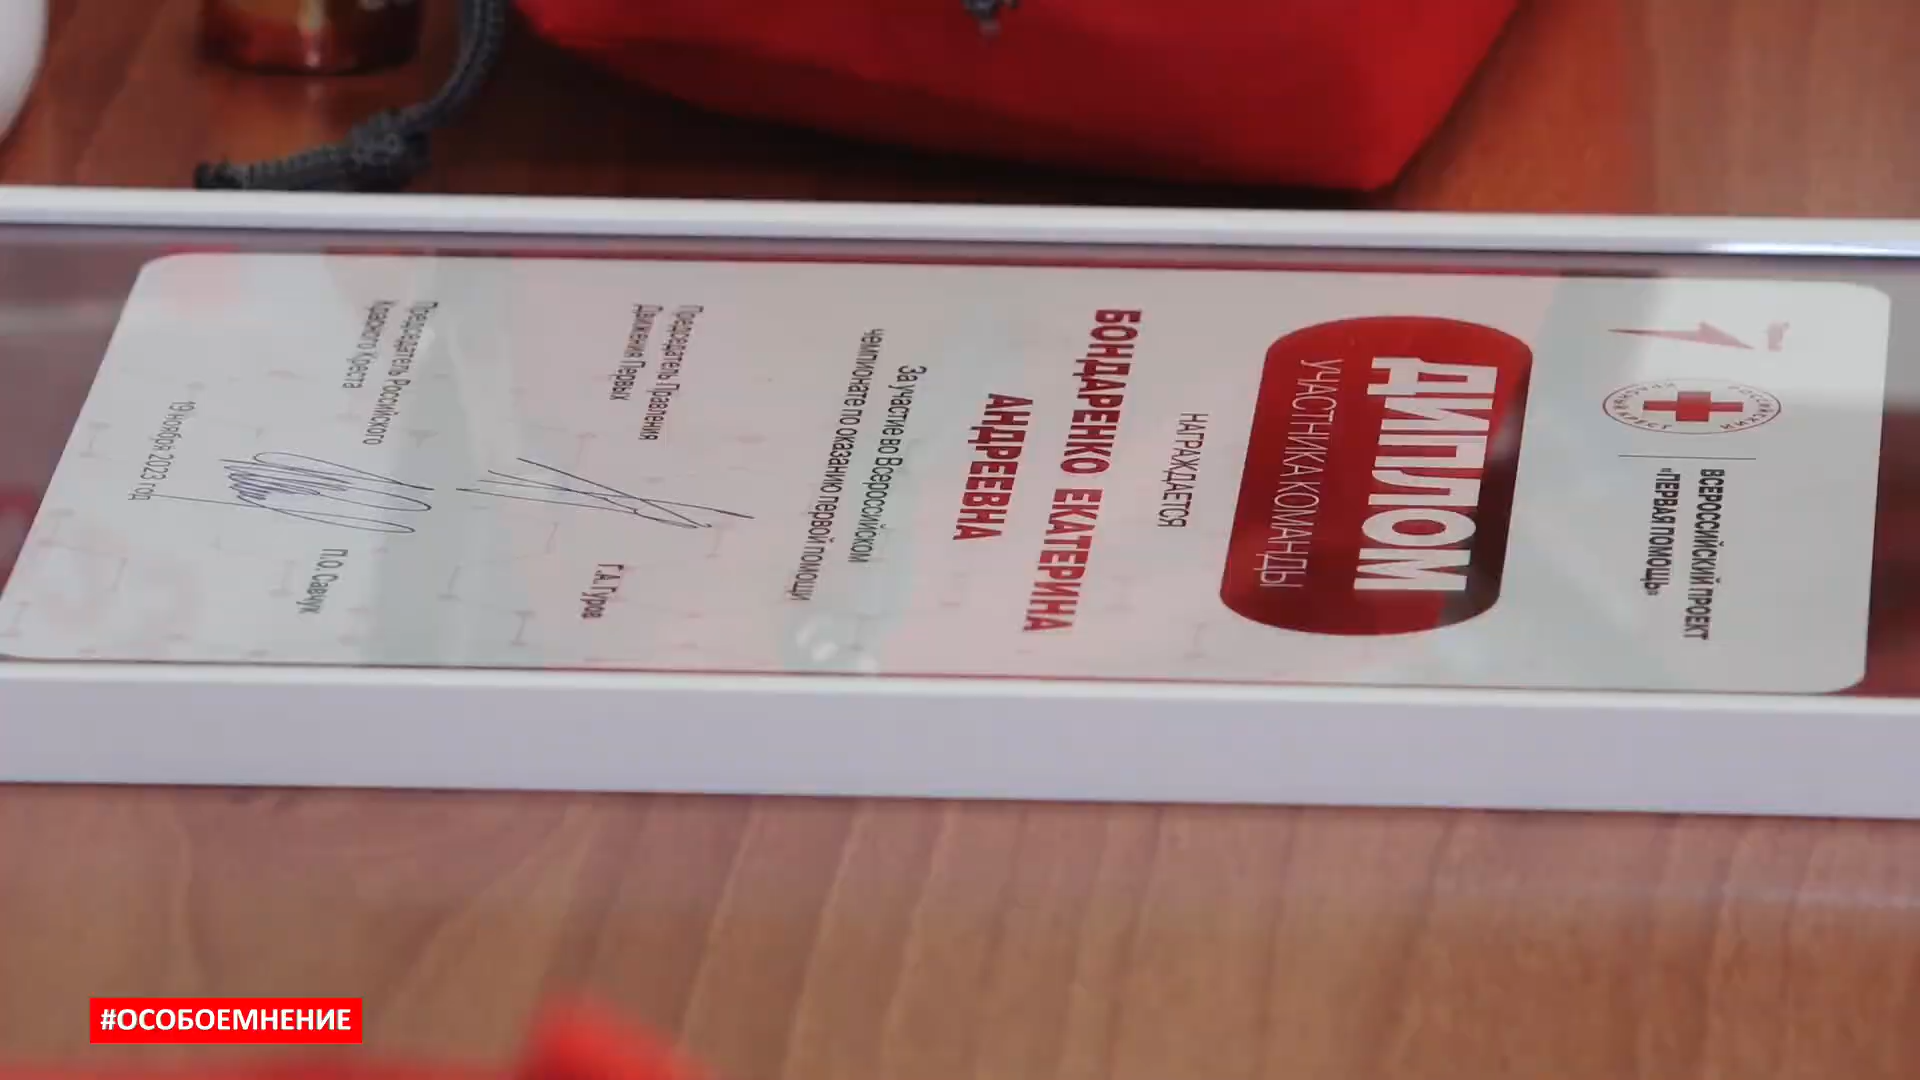 ВСЕРОССИЙСКИЙ ПРОЕКТ
«ПЕРВАЯ ПОМОЩЬ»
ДИПЛОМ
УЧАСТНИКА КОМАНДЫ
НАГРАЖДАЕТСЯ
БОНДАРЕНКО ЕКАТЕРИНА
АНДРЕЕВНА
За участие во Всероссийском
чемпионате по оказанию первой помощи
Председатель Правления
Движения Первых
Г.А. Гуров
Председатель Российского
Красного Креста
П.О. Савчук
19 ноября 2023 год
#ОСОБОЕМНЕНИЕ